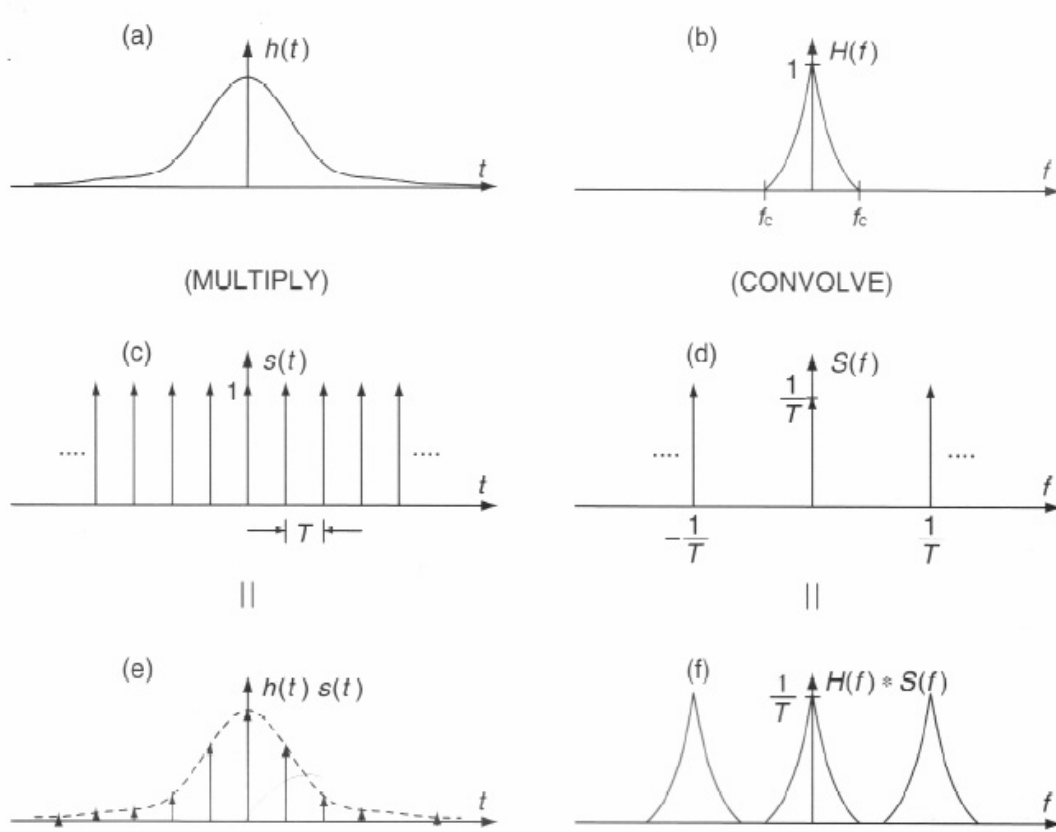 (a)
h(t)
t
(b)
H(f)
1
f
fc
fc
(MULTIPLY)
(CONVOLVE)
(c)
s(t)
1
....
....
t
T
(d)
S(f)
1/T
....
....
f
-1/T
1/T
||
||
(e)
h(t) s(t)
t
(f)
H(f) * S(f)
1/T
f